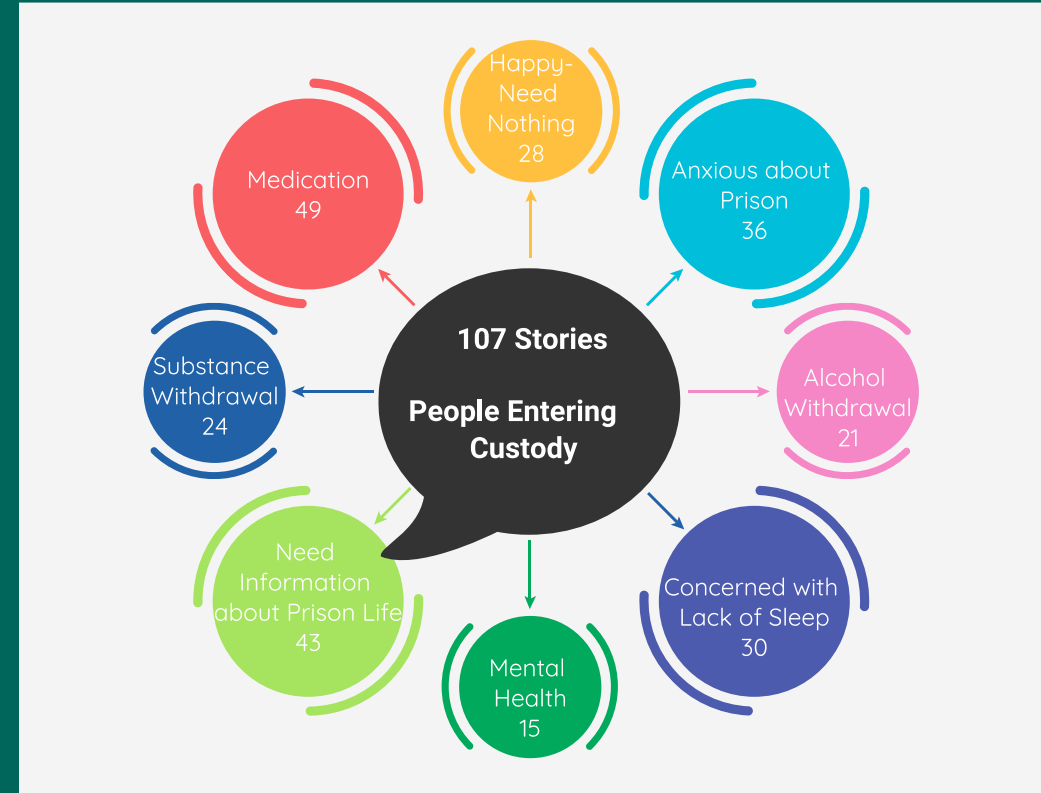 Happy-
Need
Nothing
28
Medication
49
Anxious about
Prison
36
107 Stories
People Entering
Custody
Substance
Withdrawal
24
Alcohol
Withdrawal
21
Need
Information
about Prison Life
43
Concerned with
Lack of Sleep
30
Mental
Health
15